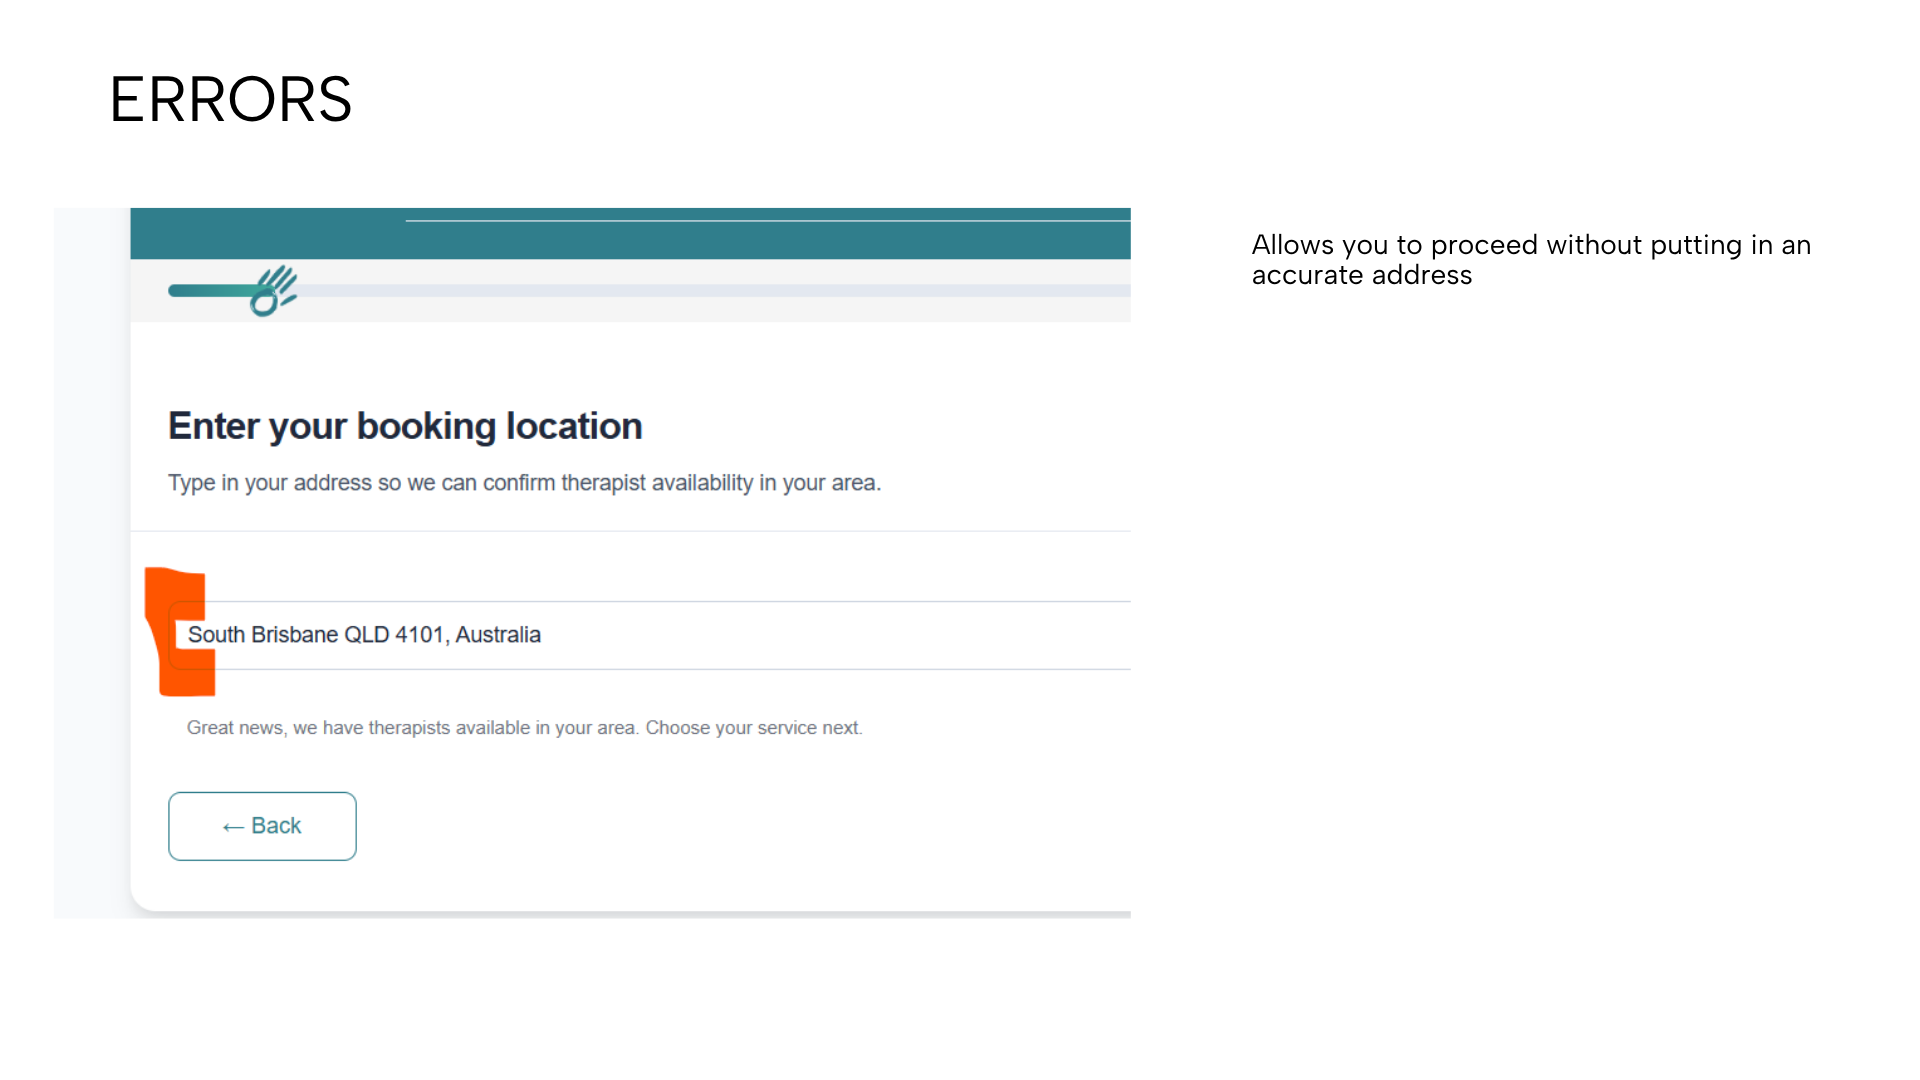 ERRORS
Allows you to proceed without putting in an
accurate address
Enter your booking location
Type in your address so we can confirm therapist availability in your area.
South Brisbane QLD 4101, Australia
Great news, we have therapists available in your area. Choose your service next.
← Back